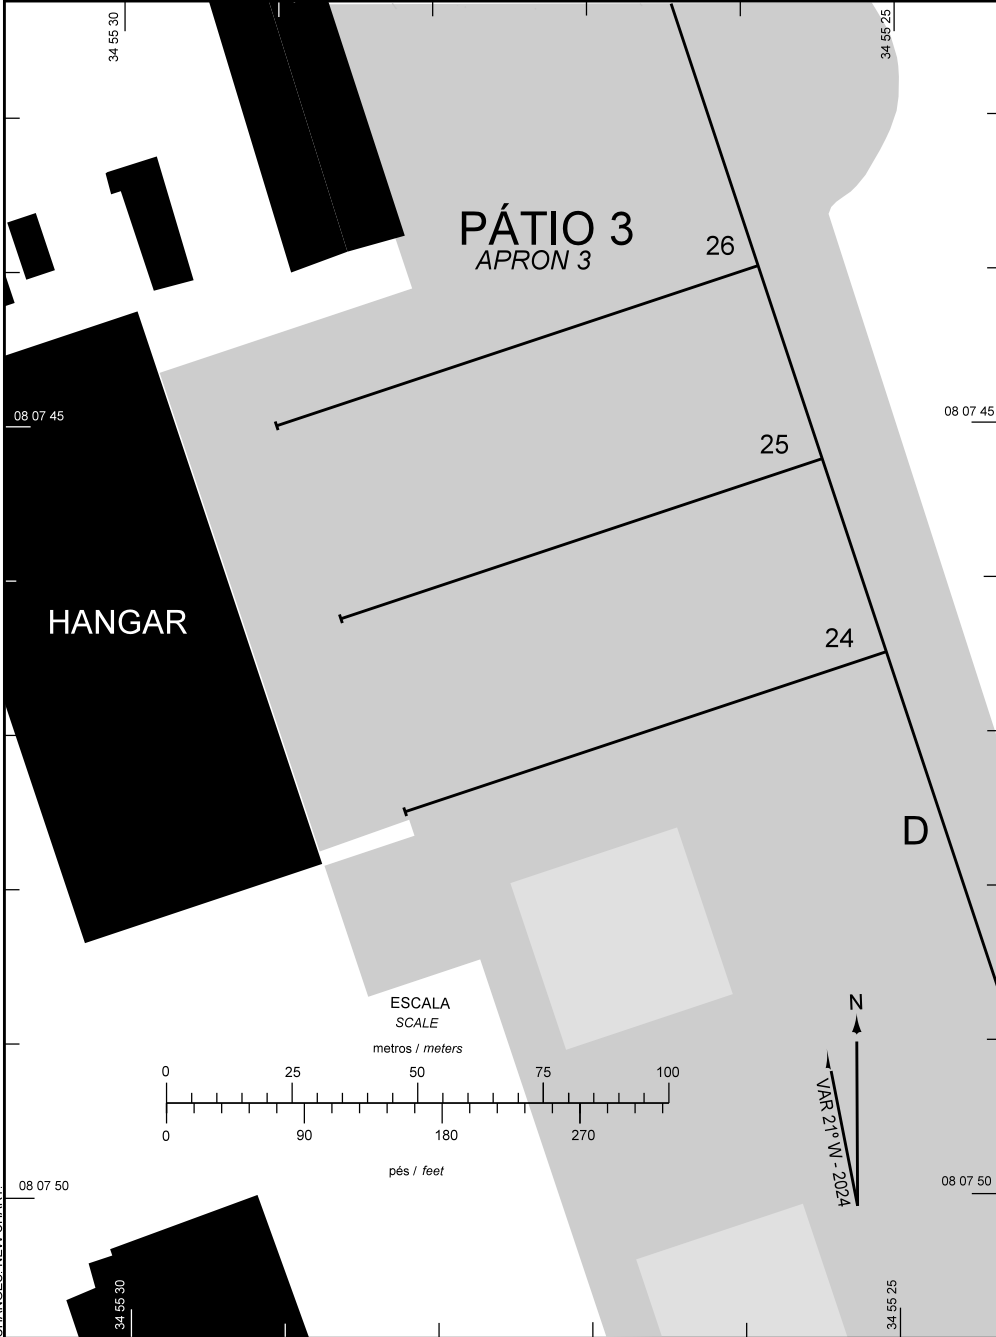 34 55 30
34 55 25
PÁTIO 3
APRON 3
26
08 07 45
08 07 45
25
HANGAR
24
D
ESCALA
SCALE
metros / meters
0 25 50 75 100
0 90 180 270
pés / feet
N
VAR 21º W - 2024
08 07 50
08 07 50
34 55 30
34 55 25